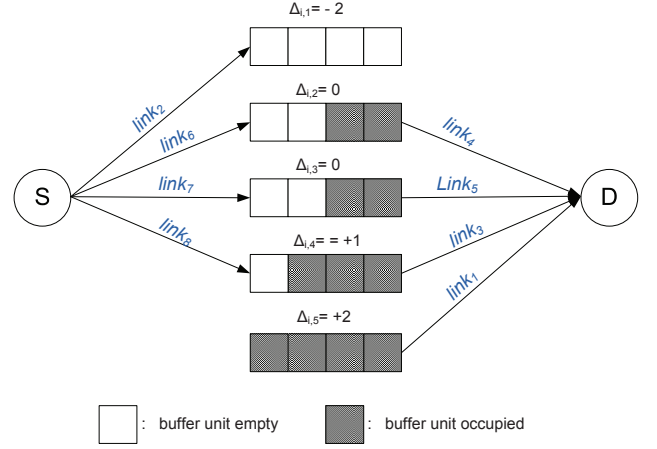 Δi,1= - 2
link2
Δi,2= 0
link6
link4
Δi,3= 0
S
link7
Link5
D
link8
Δi,4= = +1
link3
Δi,5= +2
link1
: buffer unit empty
: buffer unit occupied